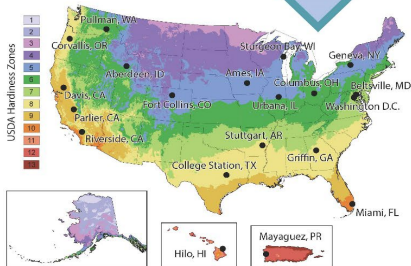 Pullman, WA
Corvallis, OR
Sturgeon Bay, WI
Geneva, NY
Aberdeen, ID
Ames, IA
Columbus, OH
Beltsville, MD
Davis, CA
Fort Collins, CO
Urbana, IL
Washington D.C.
Parlier, CA
Riverside, CA
Stuttgart, AR
Griffin, GA
College Station, TX
Miami, FL
Hilo, HI
Mayaguez, PR
USDA Hardiness Zones
1
2
3
4
5
6
7
8
9
10
11
12
13